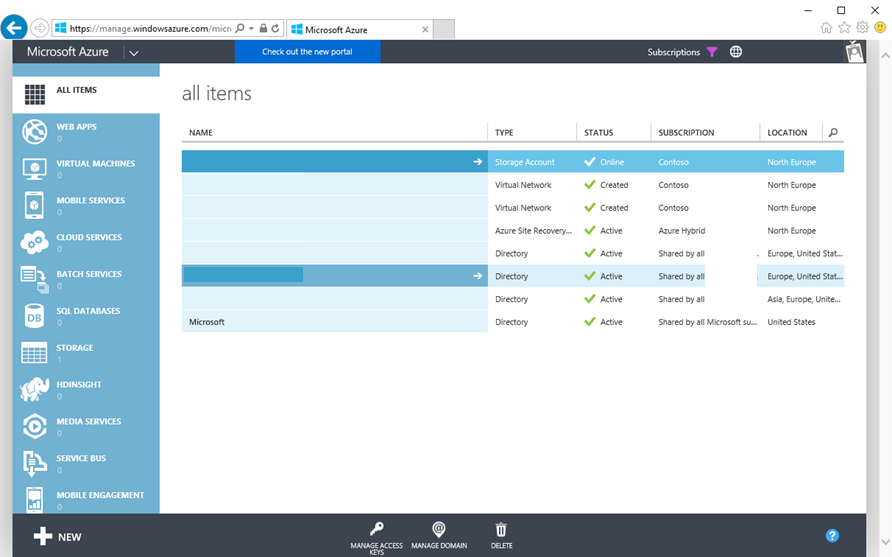 https://manage.windowsazure.com/micr
Microsoft Azure
Microsoft Azure
Check out the new portal
Subscriptions
ALL ITEMS
WEB APPS
0
VIRTUAL MACHINES
0
MOBILE SERVICES
0
CLOUD SERVICES
0
BATCH SERVICES
0
SQL DATABASES
0
DB
STORAGE
1
HDINSIGHT
0
MEDIA SERVICES
0
SERVICE BUS
0
MOBILE ENGAGEMENT
0
all items
NAME TYPE STATUS SUBSCRIPTION LOCATION
Storage Account Online Contoso North Europe
Virtual Network Created Contoso North Europe
Virtual Network Created Contoso North Europe
Azure Site Recovery... Active Azure Hybrid North Europe
Directory Active Shared by all Europe, United Stat...
Directory Active Shared by all Europe, United Stat...
Directory Active Shared by all Asia, Europe, Unite...
Microsoft Directory Active Shared by all Microsoft su... United States
NEW
MANAGE ACCESS
KEYS
MANAGE DOMAIN
DELETE
?